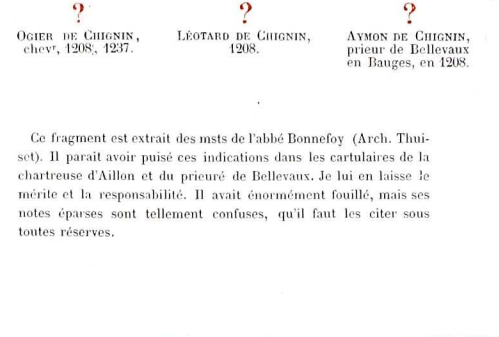 ? ? ?
OGIER DE CHIGNIN, LÉOTARD DE CHIGNIN, AYMON DE CHIGNIN,
chevr, 1208, 1237. 1208. prieur de Bellevaux
en Bauges, en 1208.
Ce fragment est extrait des msts de l'abbé Bonnefoy (Arch. Thui-
set). Il parait avoir puisé ces indications dans les cartulaires de la
chartreuse d'Aillon et du prieuré de Bellevaux. Je lui en laisse le
mérite et la responsabilité. Il avait énormément fouillé, mais ses
notes éparses sont tellement confuses, qu'il faut les citer sous
toutes réserves.